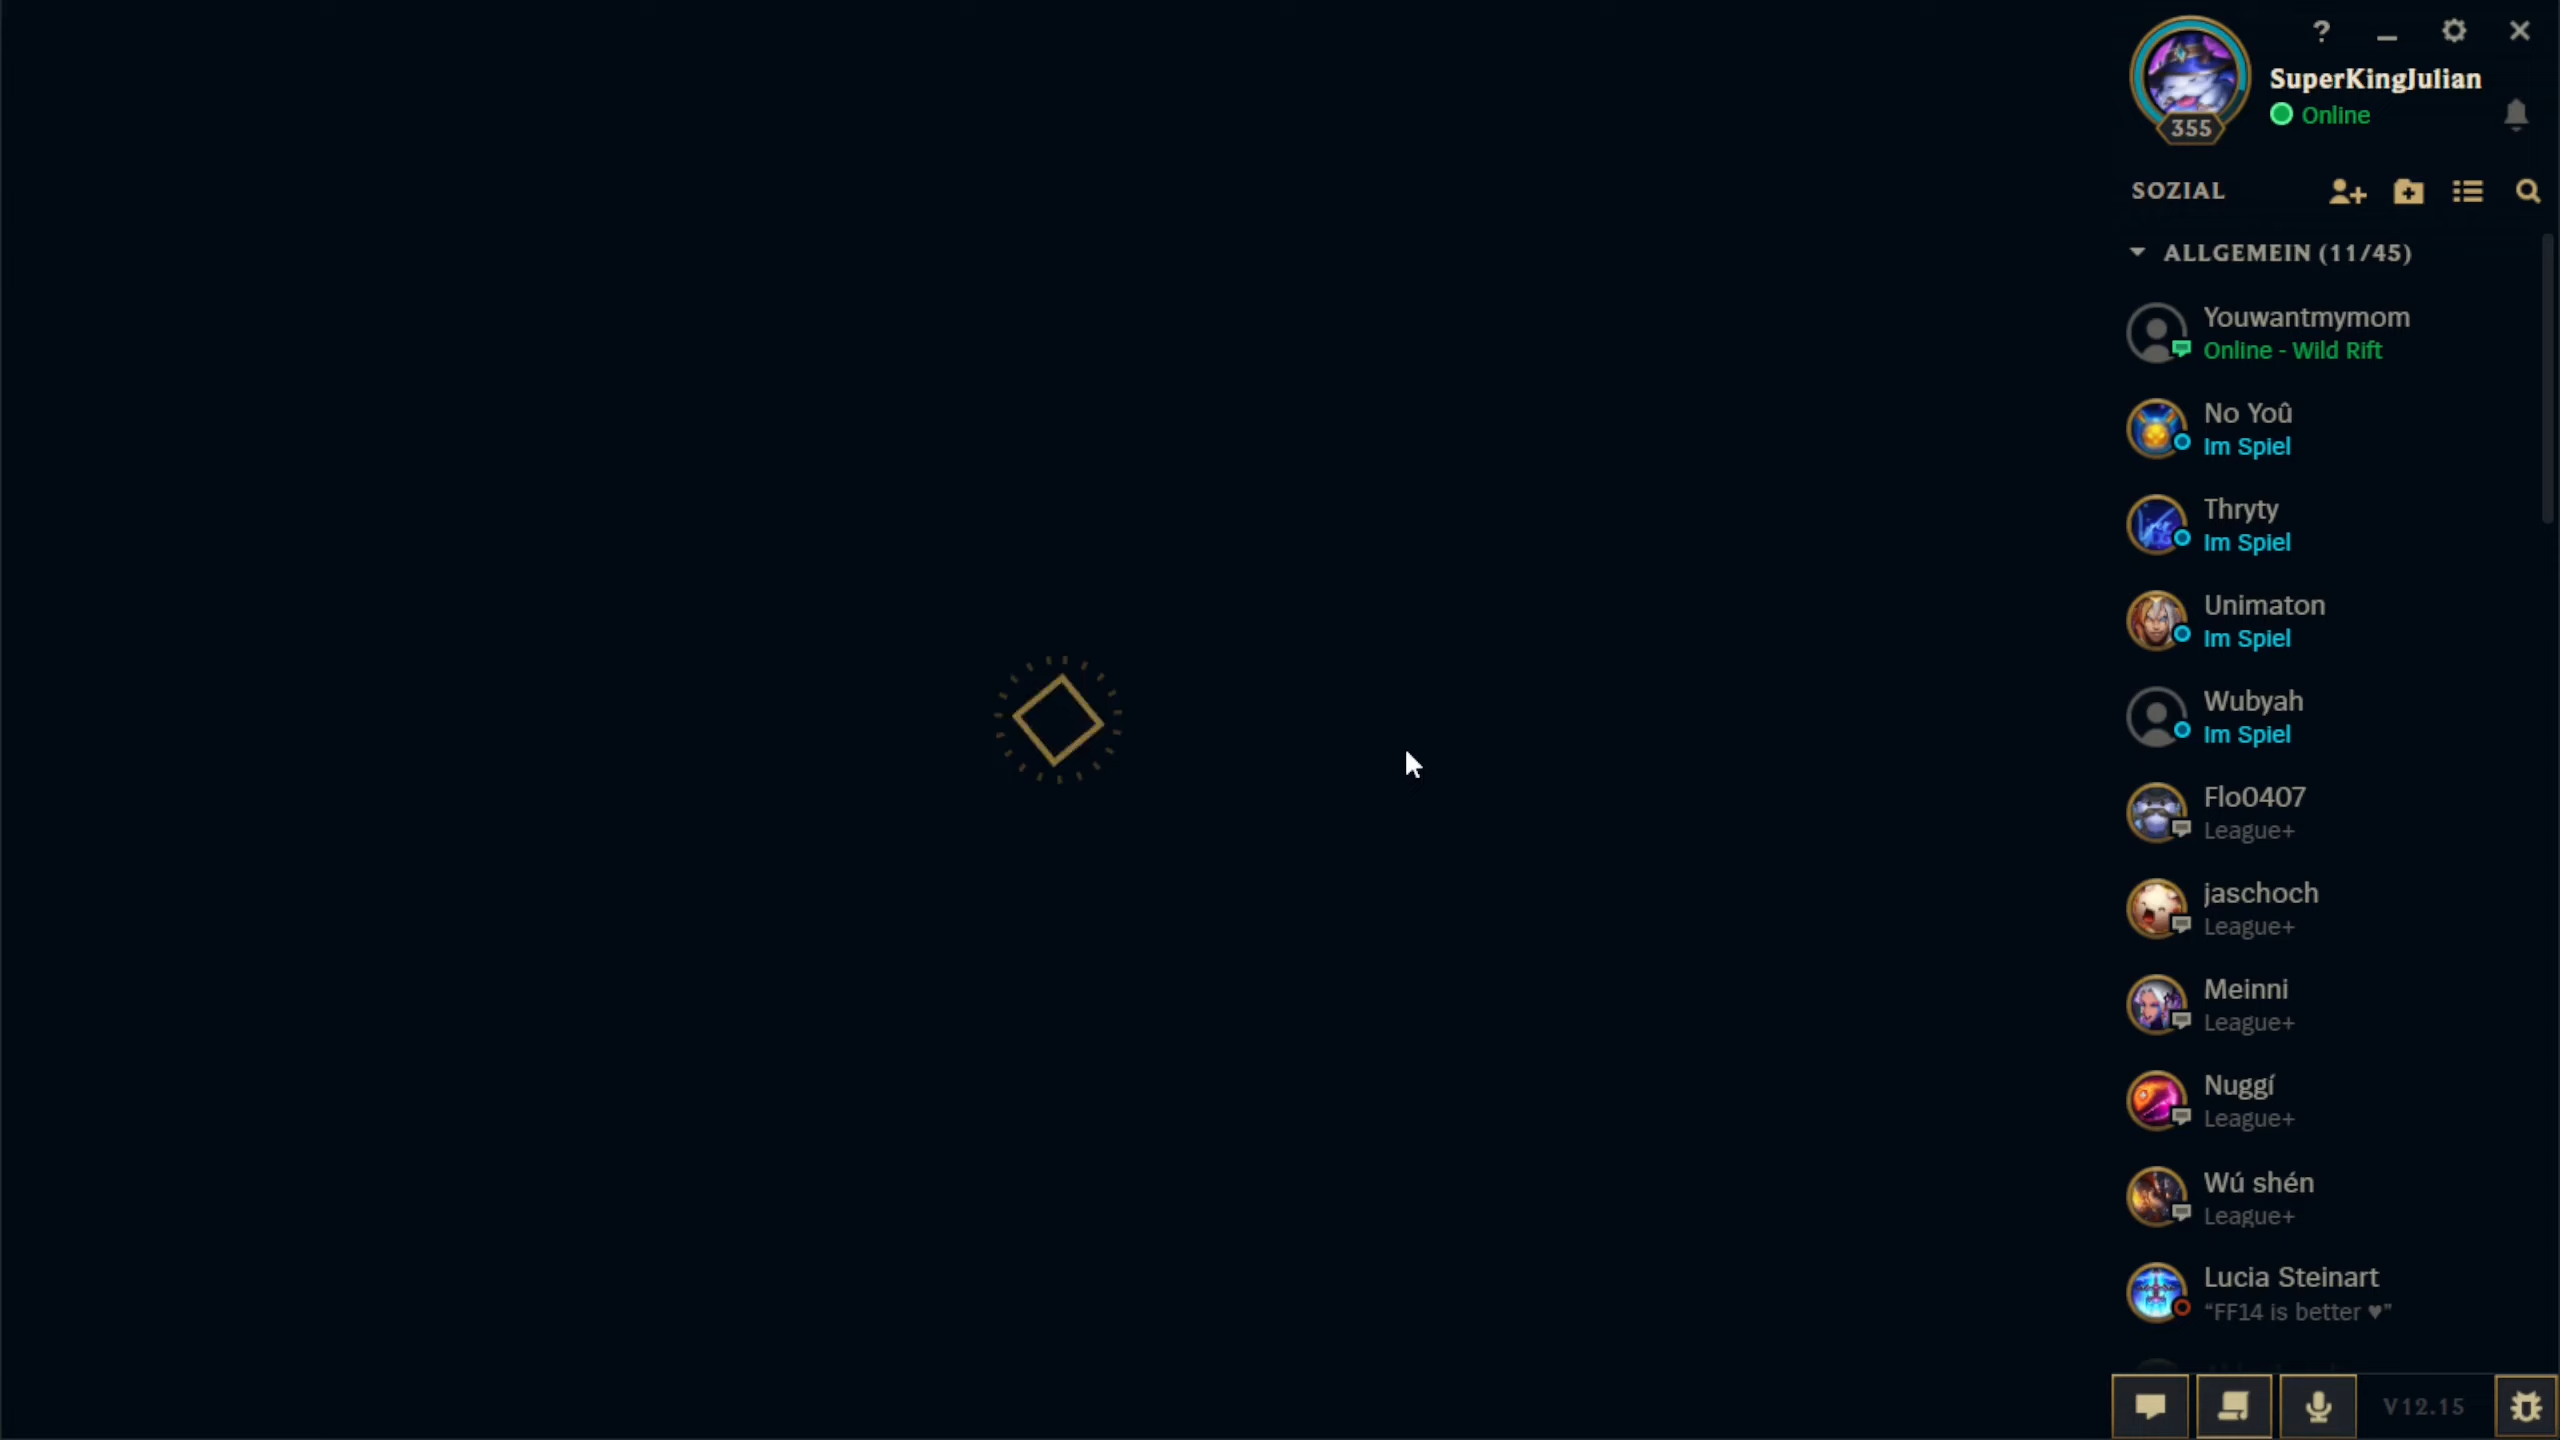 ?
SuperKingJulian
Online
355
SOZIAL
ALLGEMEIN (11/45)
Youwantmymom
Online - Wild Rift
No Yoû
Im Spiel
Thryty
Im Spiel
Unimaton
Im Spiel
Wubyah
Im Spiel
Flo0407
League+
jaschoch
League+
Meinni
League+
Nuggí
League+
Wú shén
League+
Lucia Steinart
“FF14 is better ♥”
V12.15